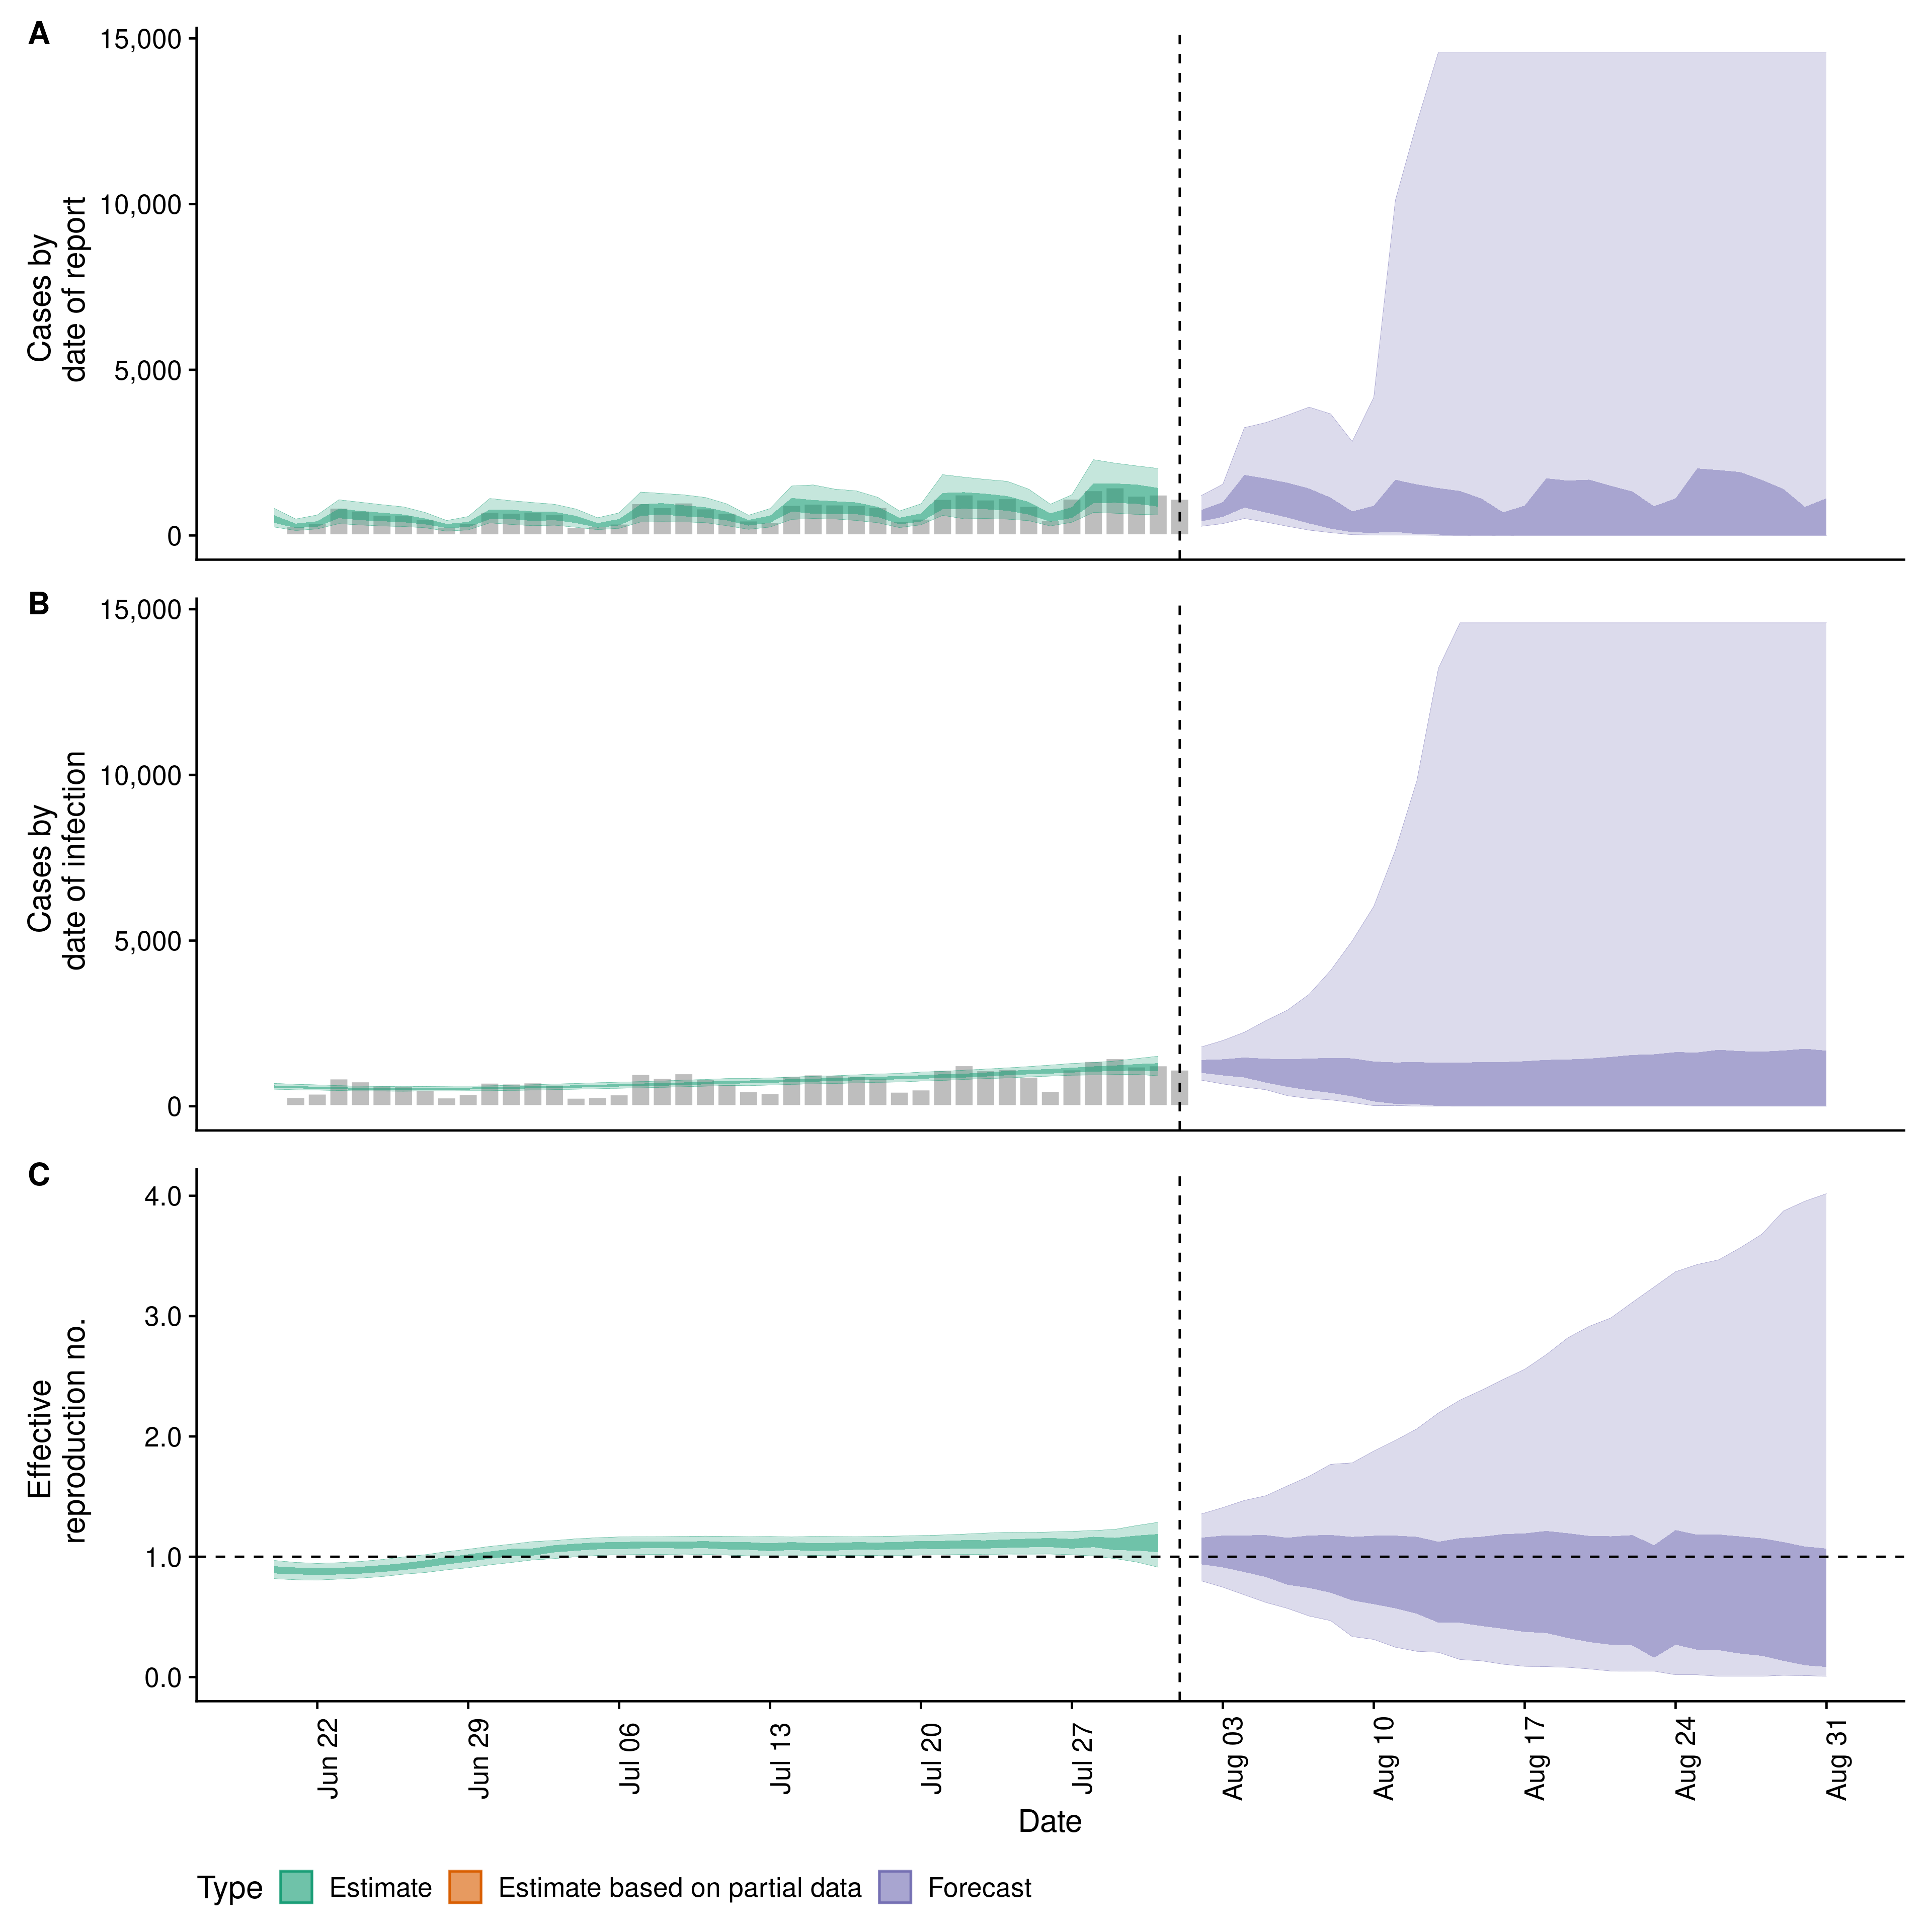 A
15,000
10,000
5,000
0
Cases by
date of report
B
15,000
10,000
5,000
0
Cases by
date of infection
C
4.0
3.0
2.0
1.0
0.0
Effective
reproduction no.
Jun 22
Jun 29
Jul 06
Jul 13
Jul 20
Jul 27
Aug 03
Aug 10
Aug 17
Aug 24
Aug 31
Date
Type Estimate Estimate based on partial data Forecast